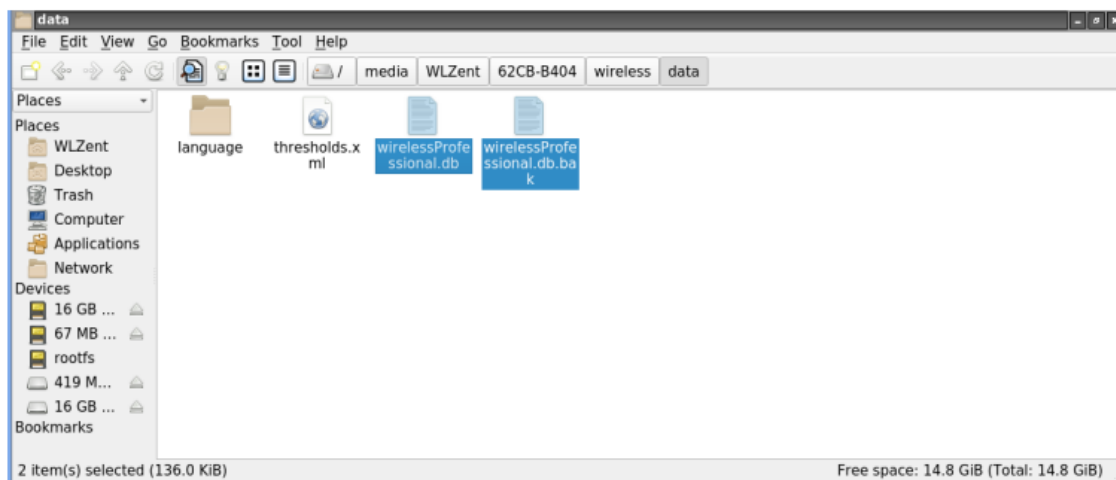 data
File Edit View Go Bookmarks Tool Help
/ media WLZent 62CB-B404 wireless data
Places
Places
WLZent
Desktop
Trash
Computer
Applications
Network
Devices
16 GB ...
67 MB ...
rootfs
419 M...
16 GB ...
Bookmarks
language
thresholds.x
ml
wirelessProfe
ssional.db
wirelessProfe
ssional.db.ba
k
2 item(s) selected (136.0 KiB)
Free space: 14.8 GiB (Total: 14.8 GiB)